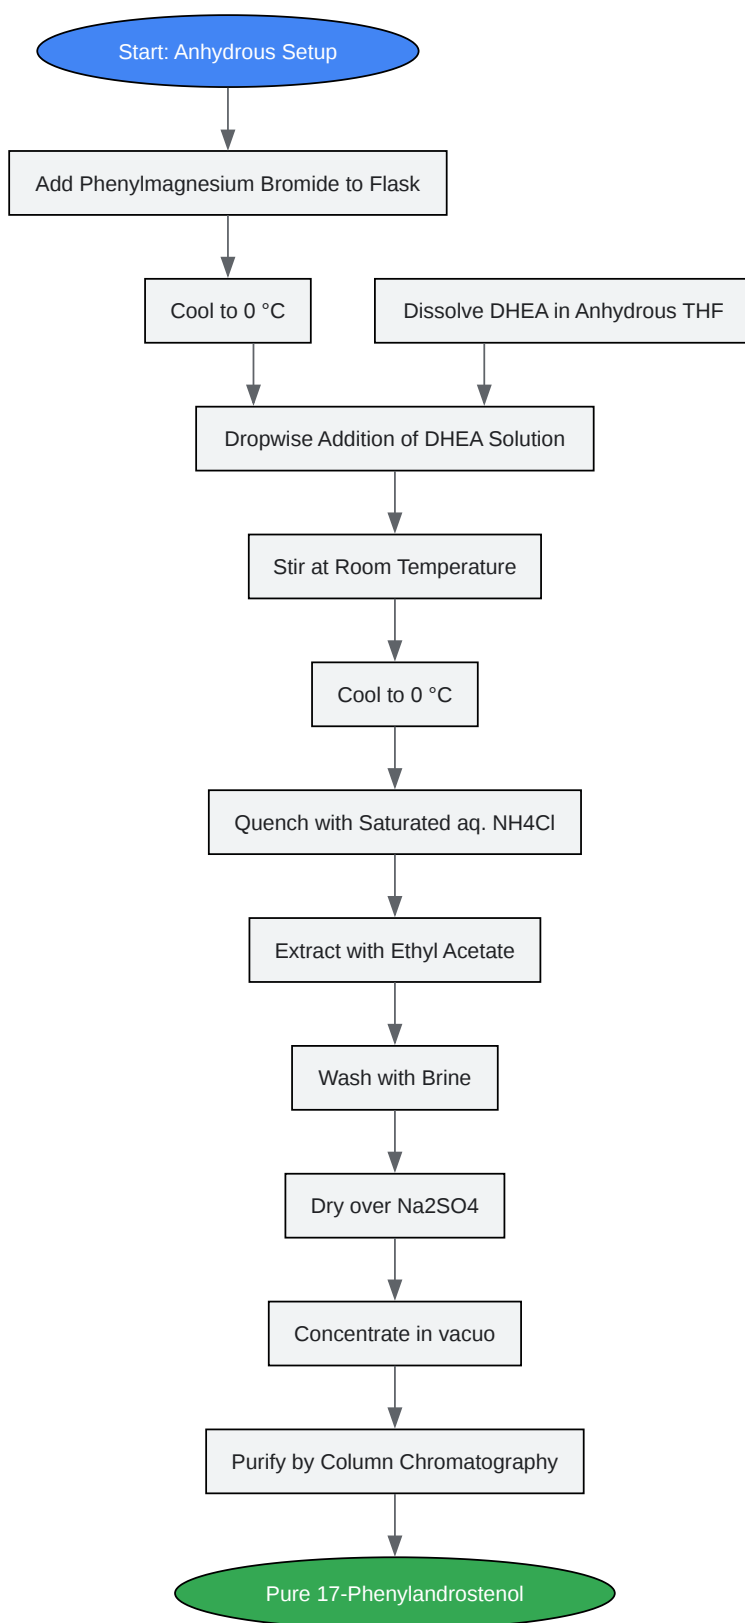 Start: Anhydrous Setup
Add Phenylmagnesium Bromide to Flask
Cool to 0 °C
Dissolve DHEA in Anhydrous THF
Dropwise Addition of DHEA Solution
Stir at Room Temperature
Cool to 0 °C
Quench with Saturated aq. NH4Cl
Extract with Ethyl Acetate
Wash with Brine
Dry over Na2SO4
Concentrate in vacuo
Purify by Column Chromatography
Pure 17-Phenylandrostenol